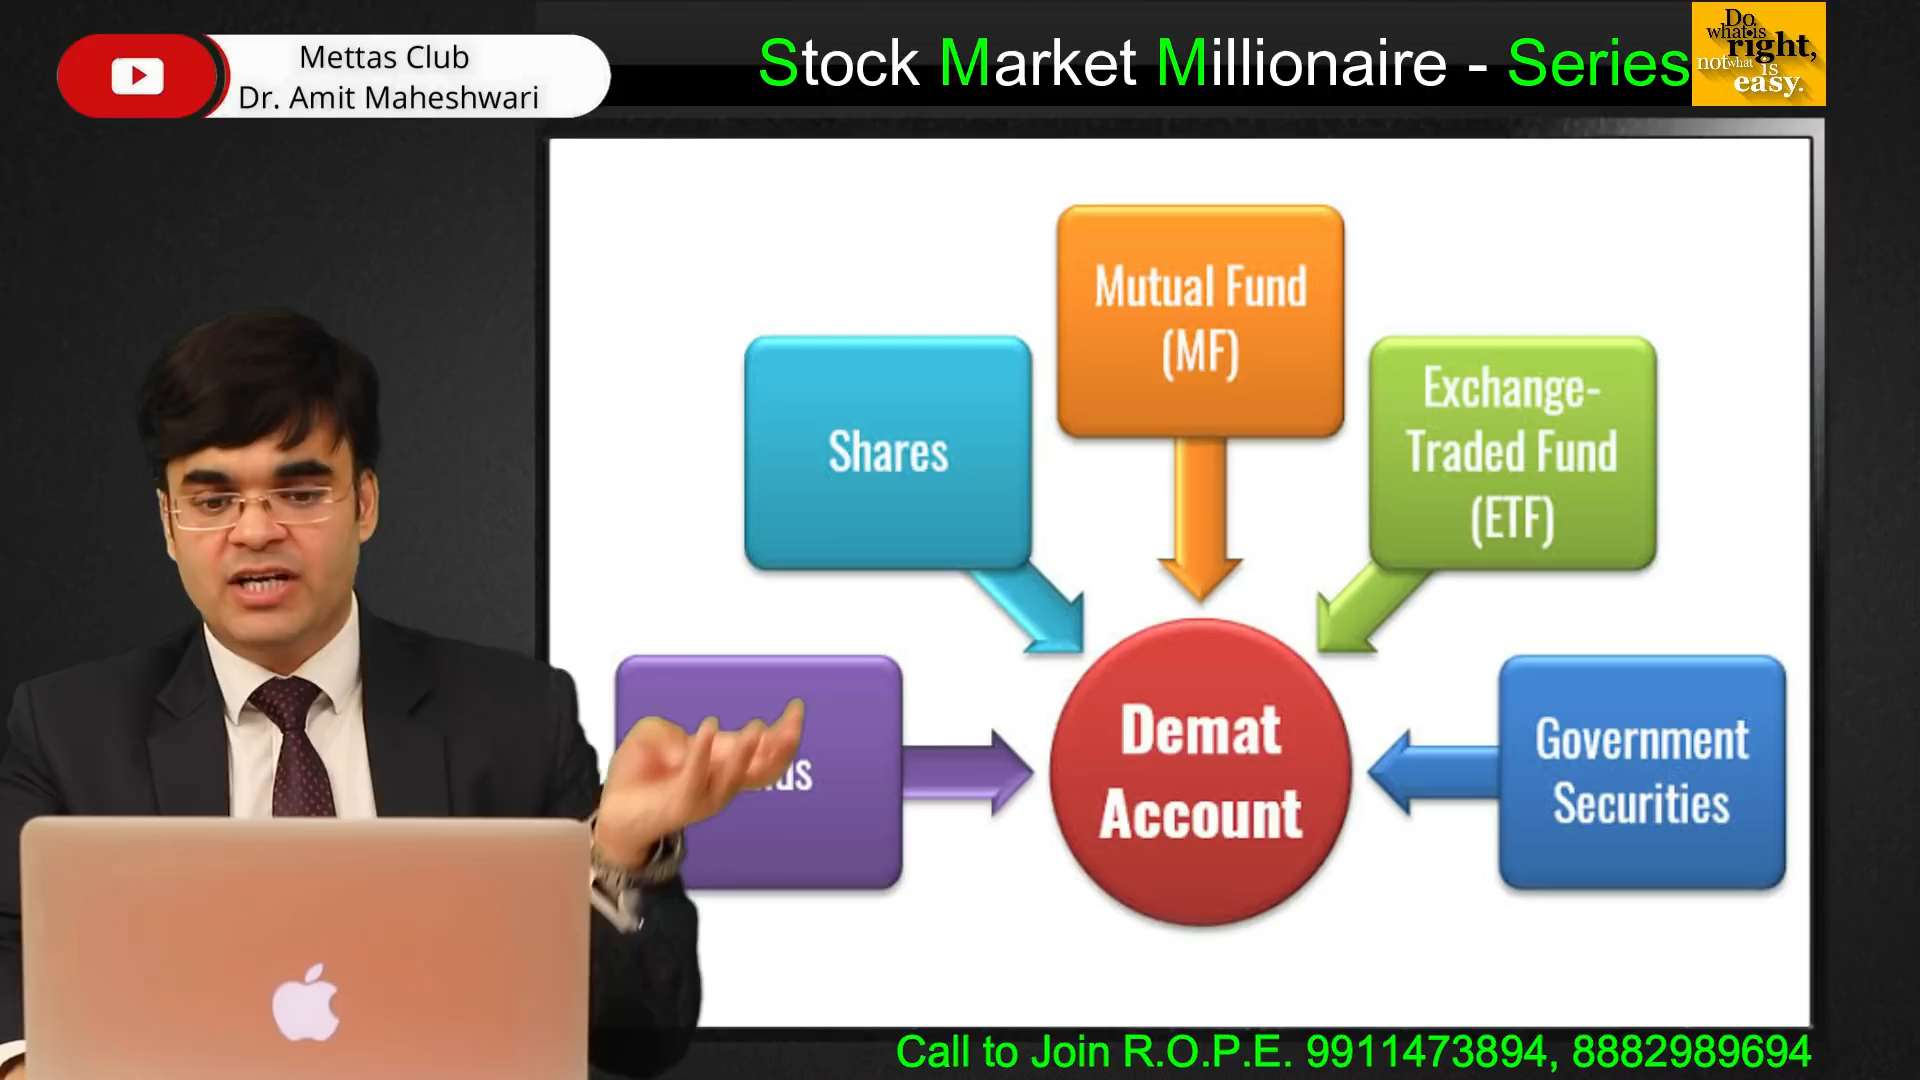 Mettas Club
Dr. Amit Maheshwari
Stock Market Millionaire - Series
Do
what is
right,
not what
is
easy.
Mutual Fund
(MF)
Shares
Exchange-
Traded Fund
(ETF)
Demat
Account
Government
Securities
Call to Join R.O.P.E. 9911473894, 8882989694